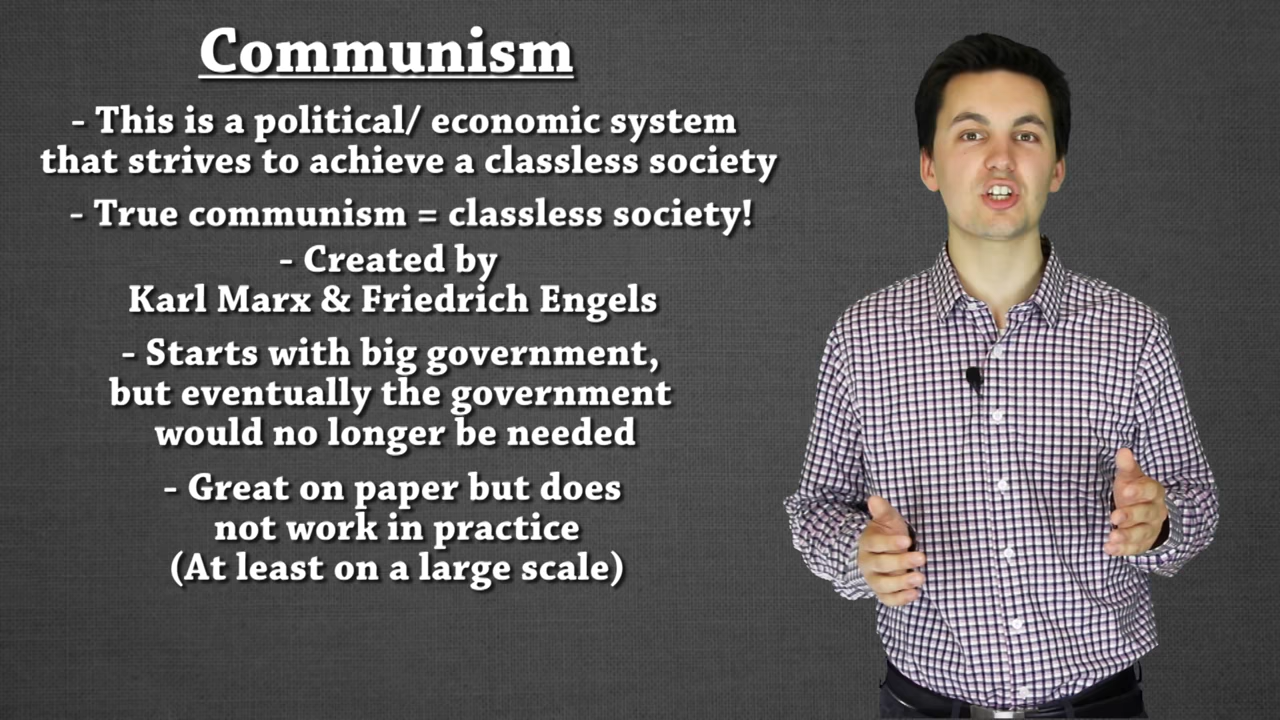 Communism
- This is a political/ economic system
that strives to achieve a classless society
- True communism = classless society!
- Created by
Karl Marx & Friedrich Engels
- Starts with big government,
but eventually the government
would no longer be needed
- Great on paper but does
not work in practice
(At least on a large scale)